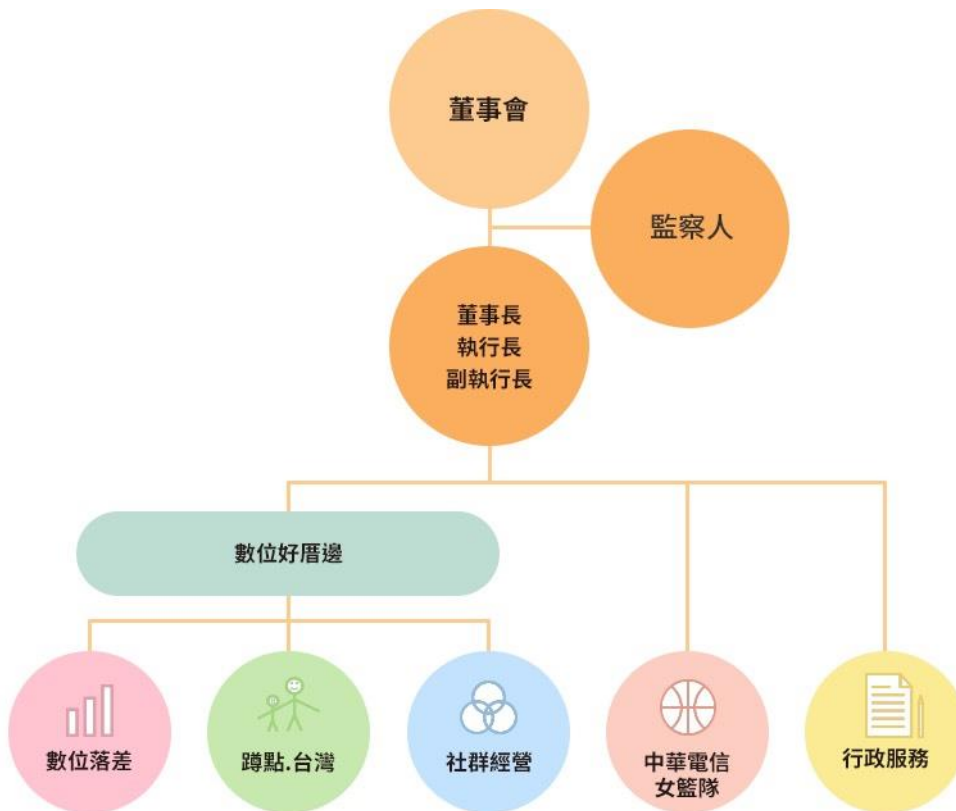 董事會
監察人
董事長
執行長
副執行長
數位好厝邊
數位落差
蹲點.台灣
社群經營
中華電信
女籃隊
行政服務